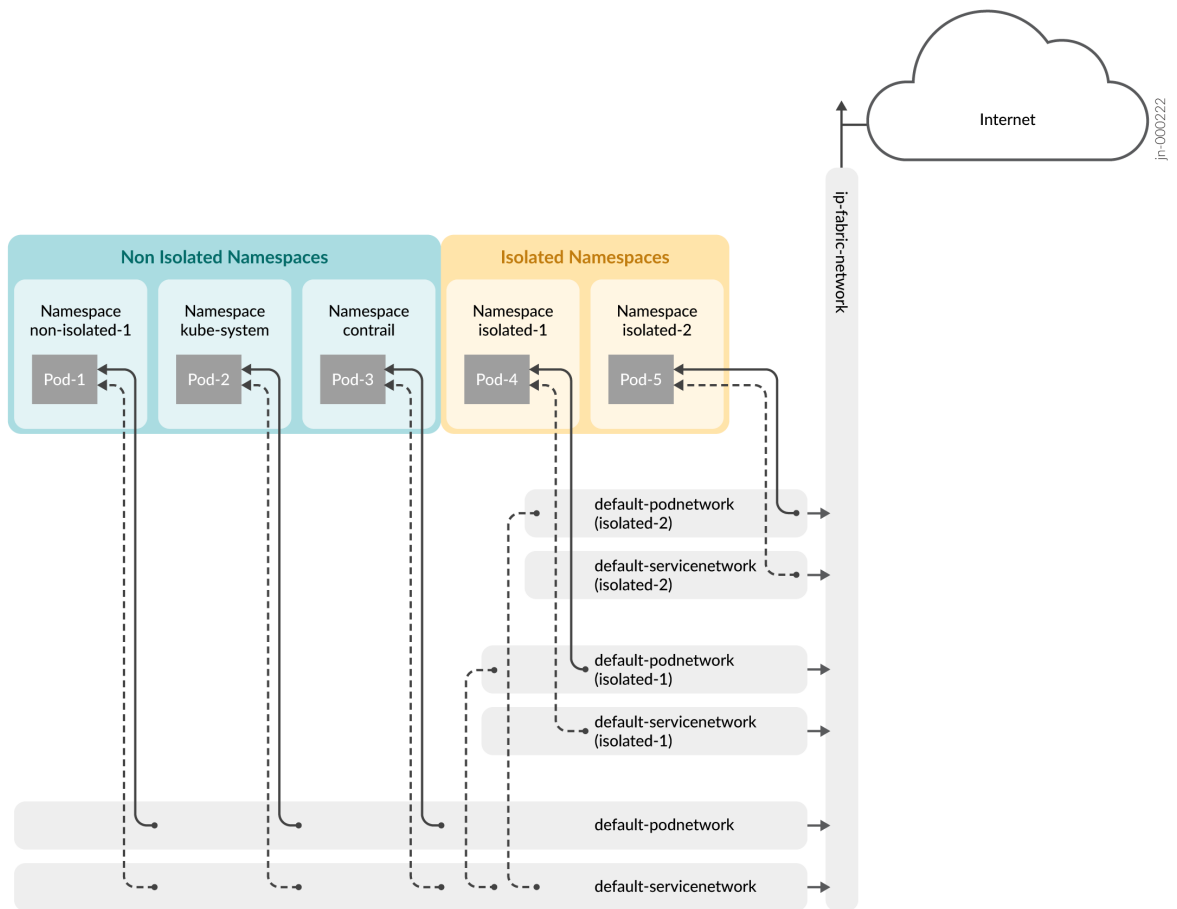 Internet
jn-000222
ip-fabric-network
Non Isolated Namespaces
Isolated Namespaces
Namespace
non-isolated-1
Namespace
kube-system
Namespace
contrail
Namespace
isolated-1
Namespace
isolated-2
Pod-1
Pod-2
Pod-3
Pod-4
Pod-5
default-podnetwork
(isolated-2)
default-servicenetwork
(isolated-2)
default-podnetwork
(isolated-1)
default-servicenetwork
(isolated-1)
default-podnetwork
default-servicenetwork